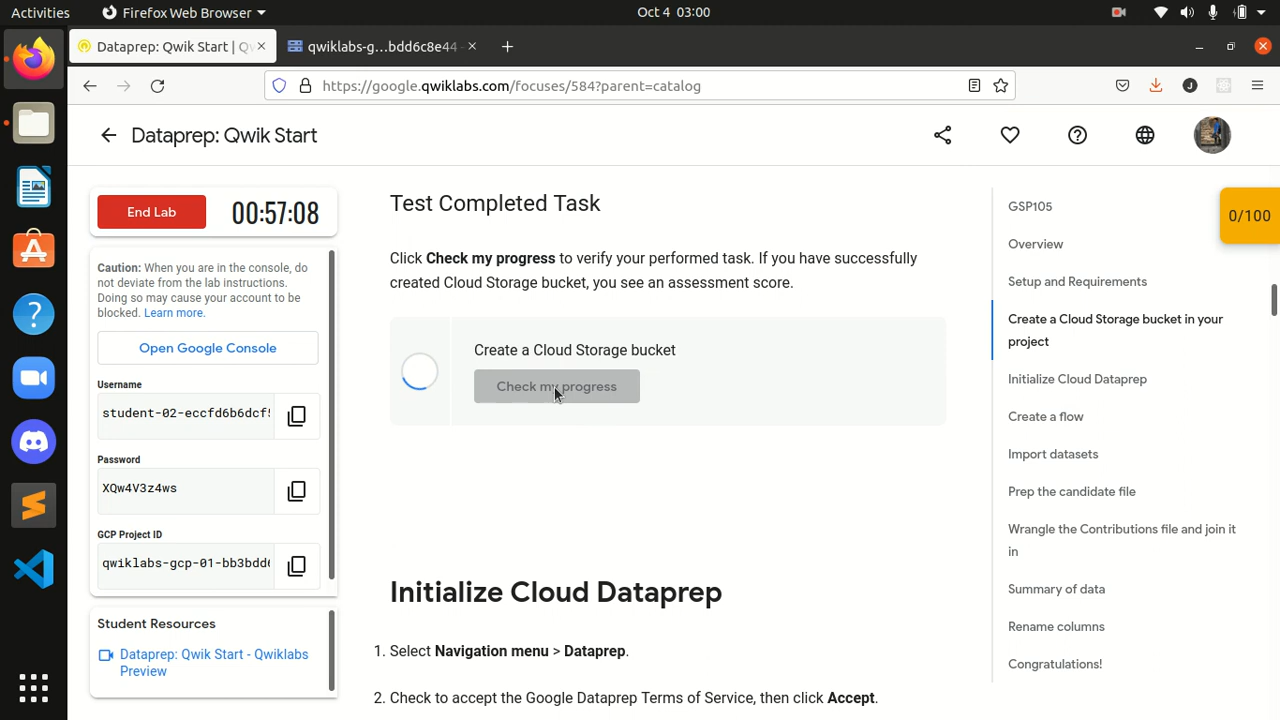 Activities
Firefox Web Browser
Oct 4 03:00
Dataprep: Qwik Start | Q
qwiklabs-g...bdd6c8e44
https://google.qwiklabs.com/focuses/584?parent=catalog
Dataprep: Qwik Start
End Lab
00:57:08
Caution: When you are in the console, do
not deviate from the lab instructions.
Doing so may cause your account to be
blocked. Learn more.
Open Google Console
Username
student-02-eccfd6b6dcf
Password
XQw4V3z4ws
GCP Project ID
qwiklabs-gcp-01-bb3bdd
Student Resources
Dataprep: Qwik Start - Qwiklabs
Preview
Test Completed Task
Click Check my progress to verify your performed task. If you have successfully
created Cloud Storage bucket, you see an assessment score.
Create a Cloud Storage bucket
Check my progress
Initialize Cloud Dataprep
1. Select Navigation menu > Dataprep.
2. Check to accept the Google Dataprep Terms of Service, then click Accept.
GSP105
Overview
Setup and Requirements
Create a Cloud Storage bucket in your
project
Initialize Cloud Dataprep
Create a flow
Import datasets
Prep the candidate file
Wrangle the Contributions file and join it
in
Summary of data
Rename columns
Congratulations!
0/100